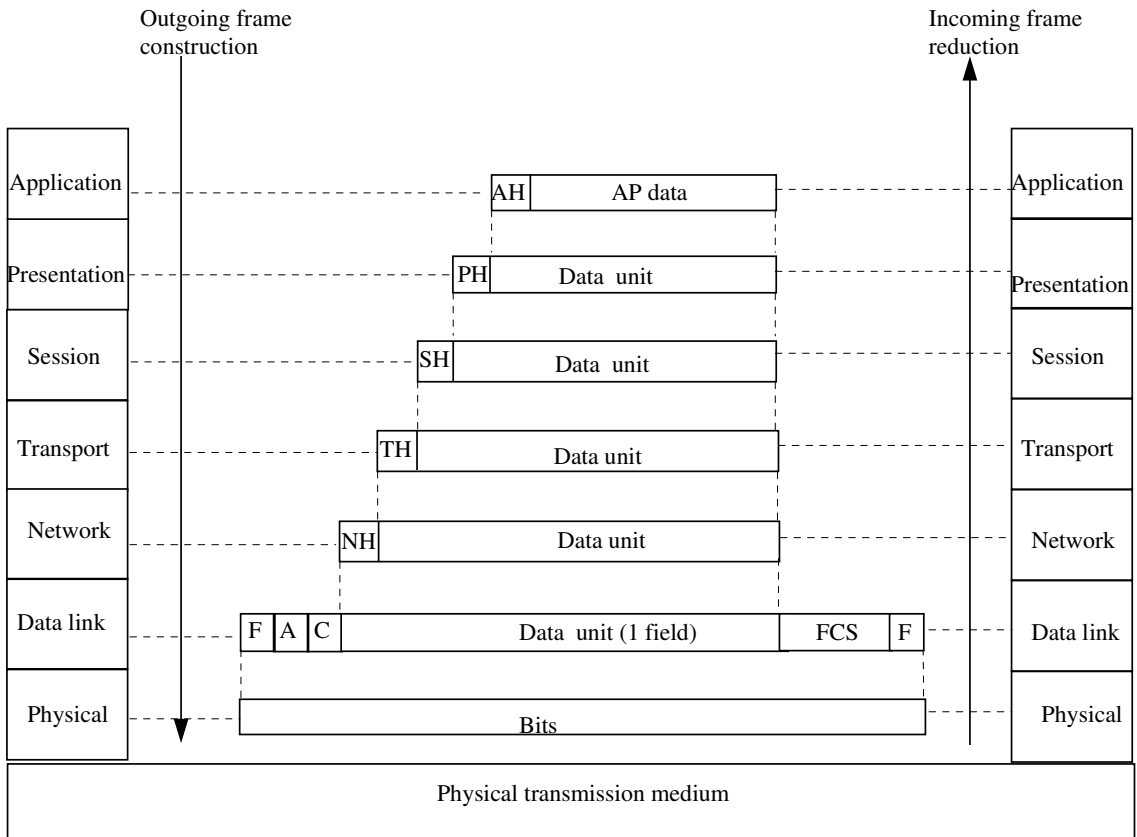 Outgoing frame
construction
Incoming frame
reduction
Application
AH
AP data
Application
Presentation
PH
Data unit
Presentation
Session
SH
Data unit
Session
Transport
TH
Data unit
Transport
Network
NH
Data unit
Network
Data link
F
A
C
Data unit (1 field)
FCS
F
Data link
Physical
Bits
Physical
Physical transmission medium